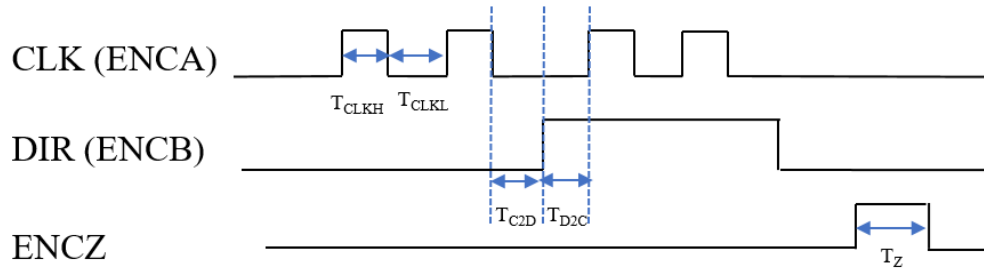 CLK (ENCA)
TCLKH TCLKL
DIR (ENCB)
TC2D TD2C
ENCZ
TZ